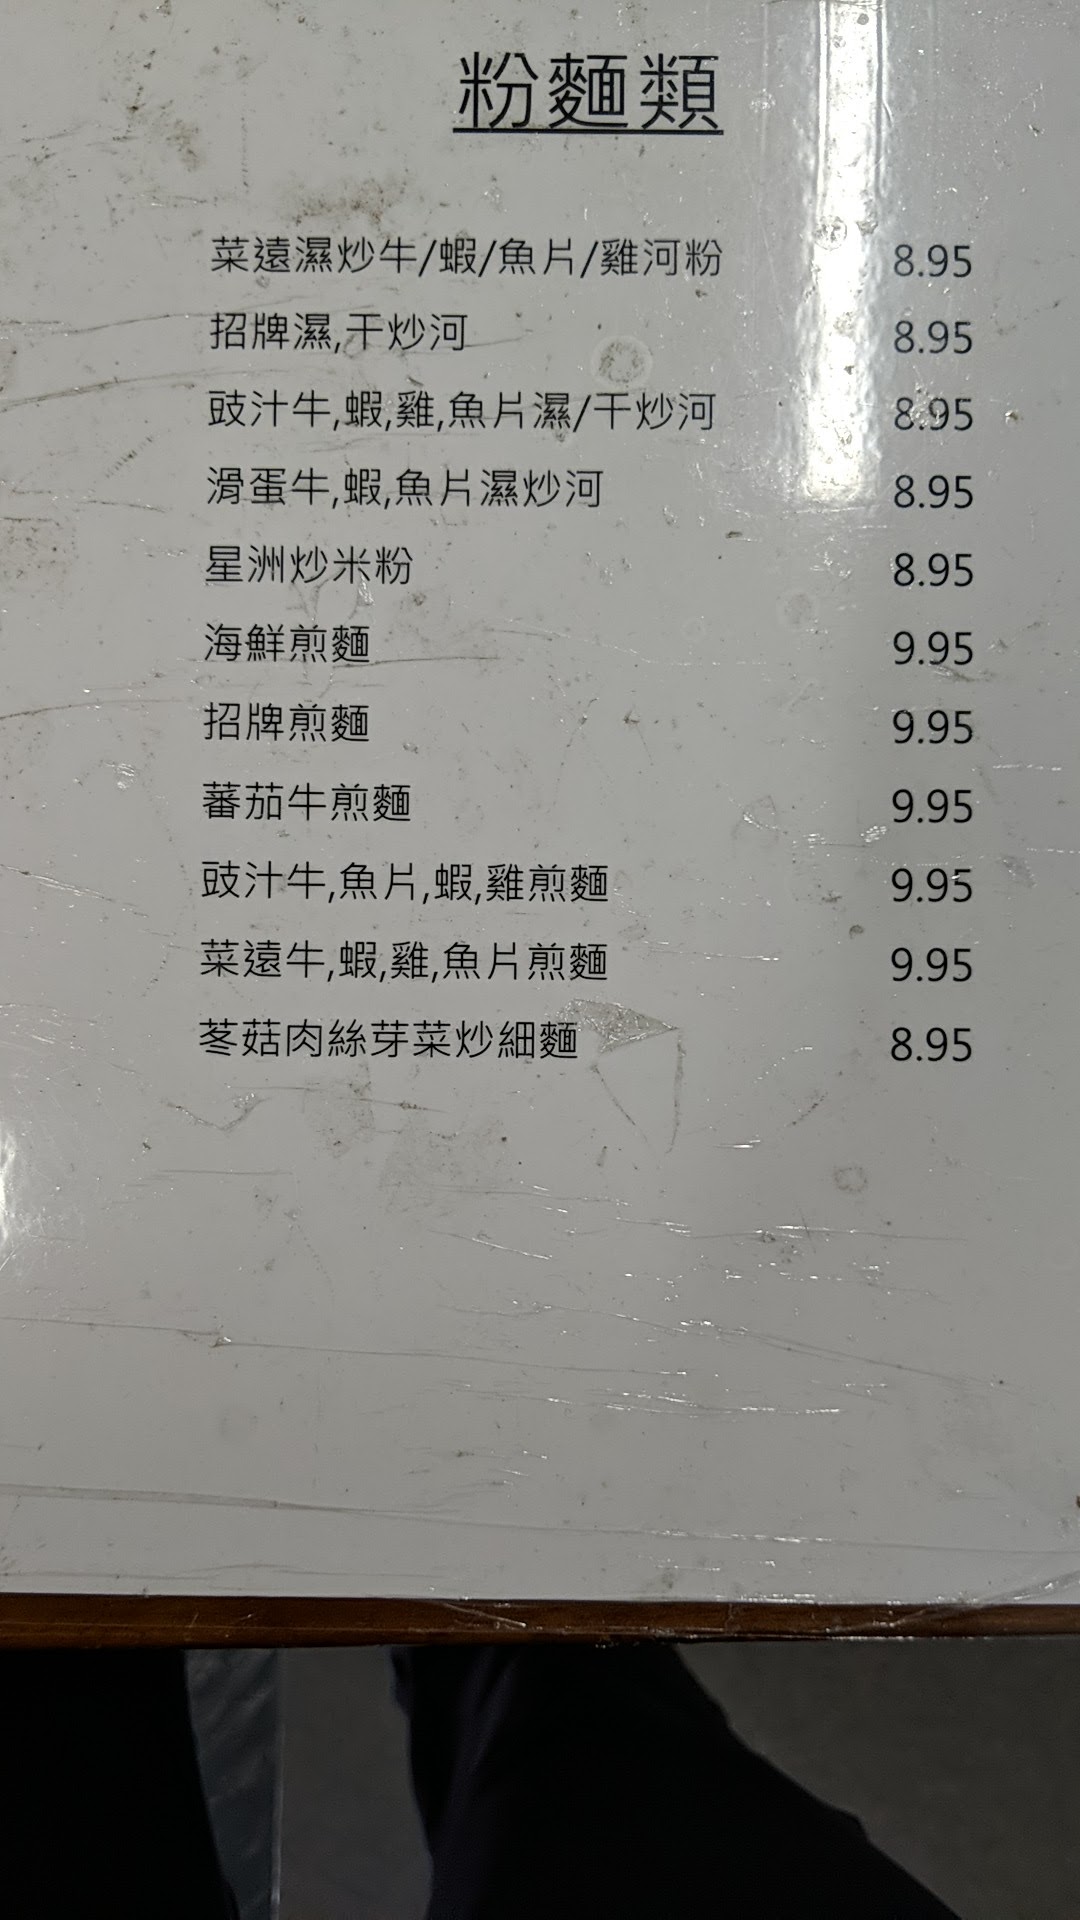 粉麵類
菜遠濕炒牛/蝦/魚片/雞河粉 8.95
招牌濕,干炒河 8.95
豉汁牛,蝦,雞,魚片濕/干炒河 8.95
滑蛋牛,蝦,魚片濕炒河 8.95
星洲炒米粉 8.95
海鮮煎麵 9.95
招牌煎麵 9.95
蕃茄牛煎麵 9.95
豉汁牛,魚片,蝦,雞煎麵 9.95
菜遠牛,蝦,雞,魚片煎麵 9.95
苳菇肉絲芽菜炒細麵 8.95